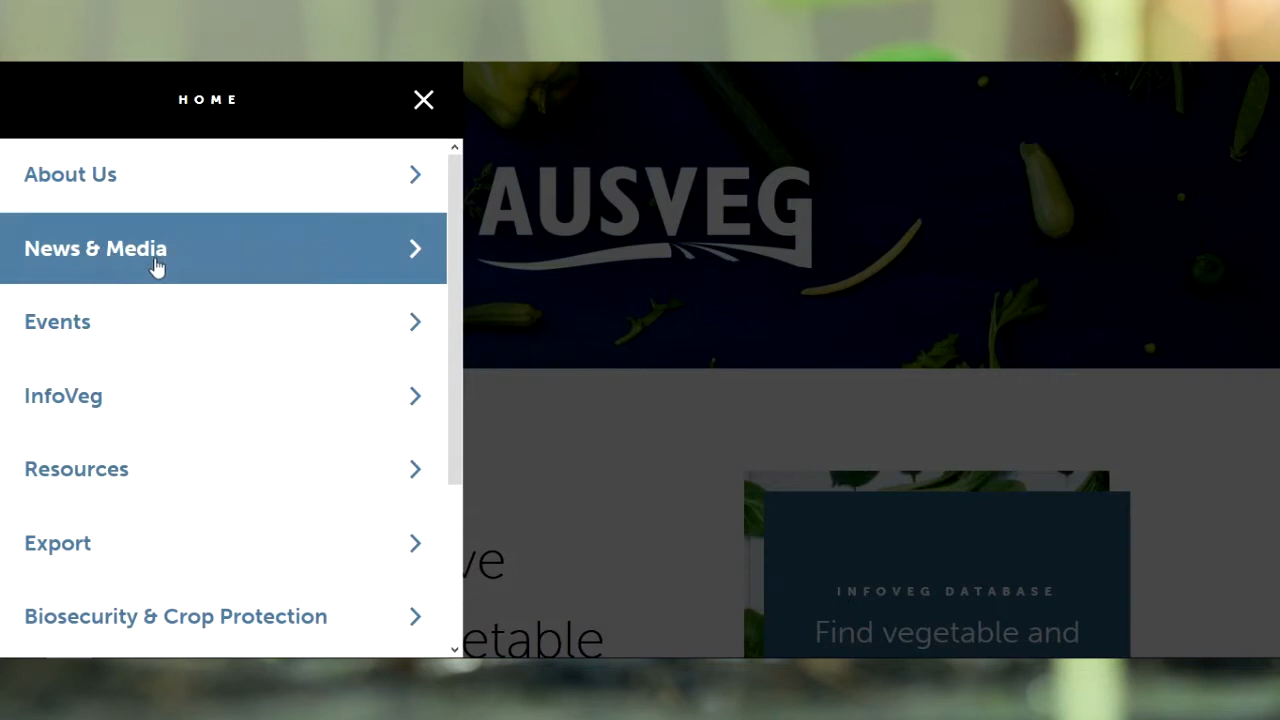 HOME
About Us
News & Media
Events
InfoVeg
Resources
Export
Biosecurity & Crop Protection
AUSVEG
etable
INFOVEG DATABASE
Find vegetable and